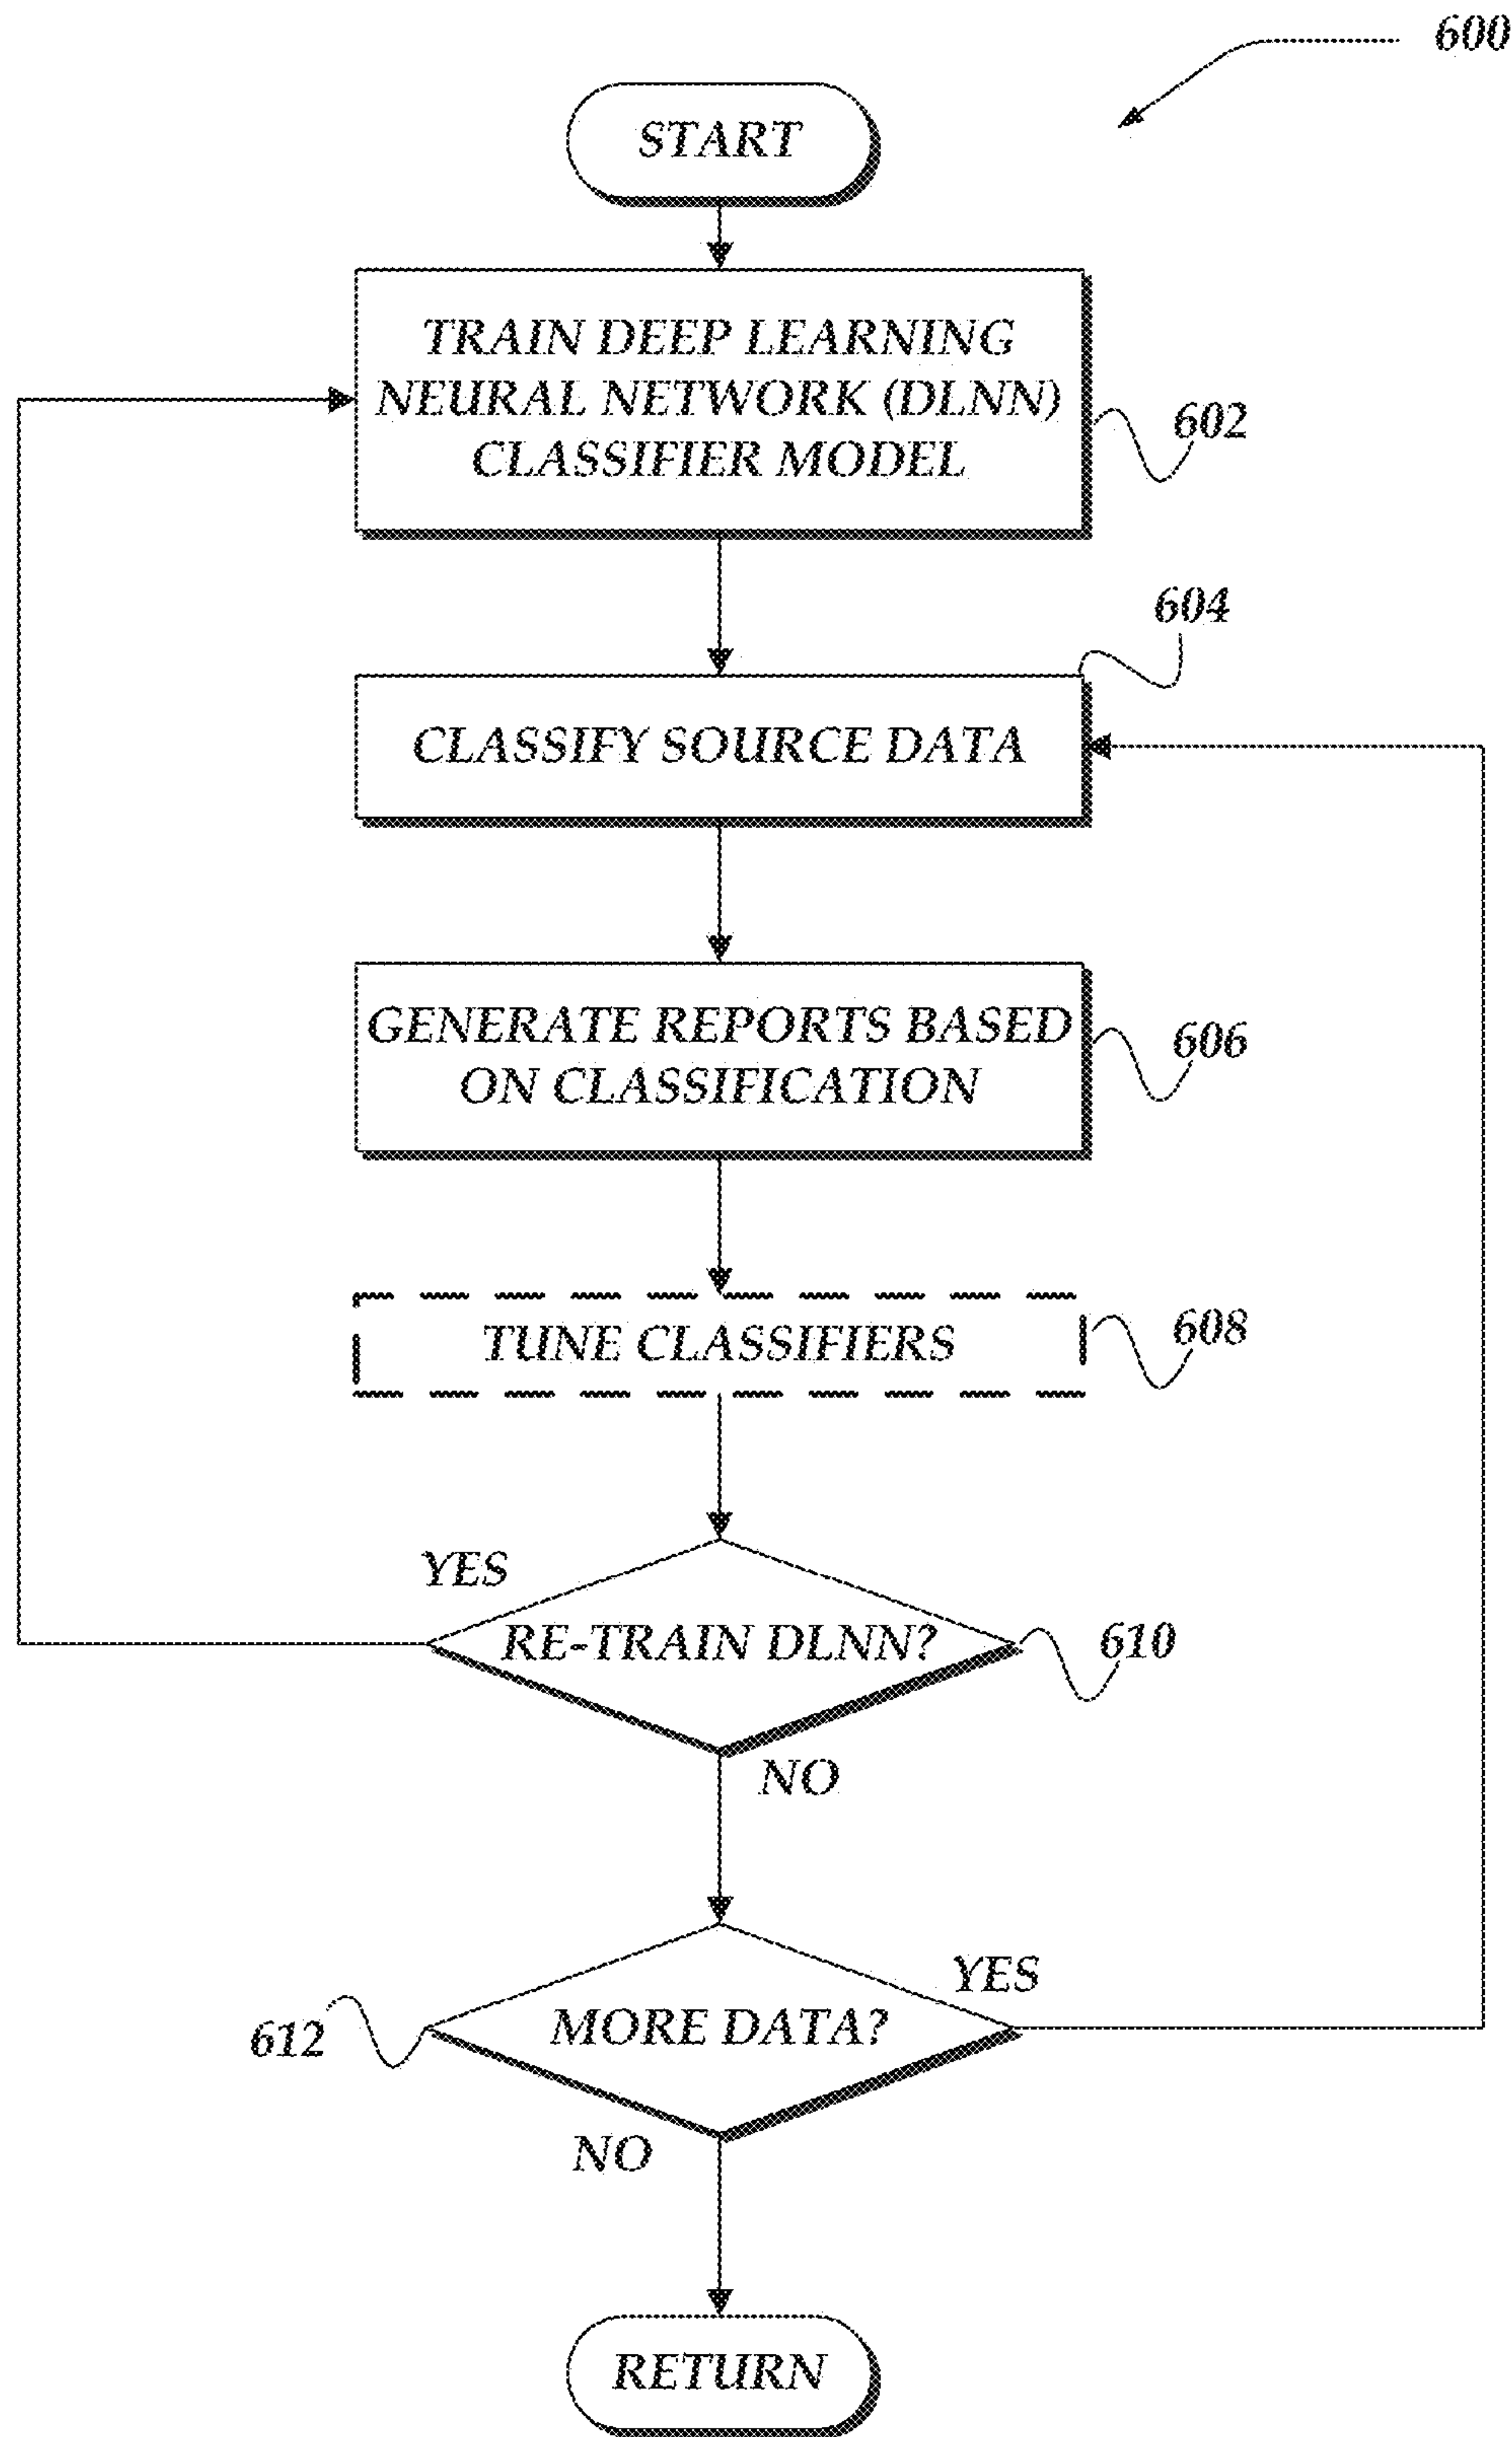 600
START
TRAIN DEEP LEARNING
NEURAL NETWORK (DLNN)
CLASSIFIER MODEL
602
604
CLASSIFY SOURCE DATA
GENERATE REPORTS BASED
ON CLASSIFICATION
606
TUNE CLASSIFIERS
608
YES
RE-TRAIN DLNN?
610
NO
YES
MORE DATA?
612
NO
RETURN